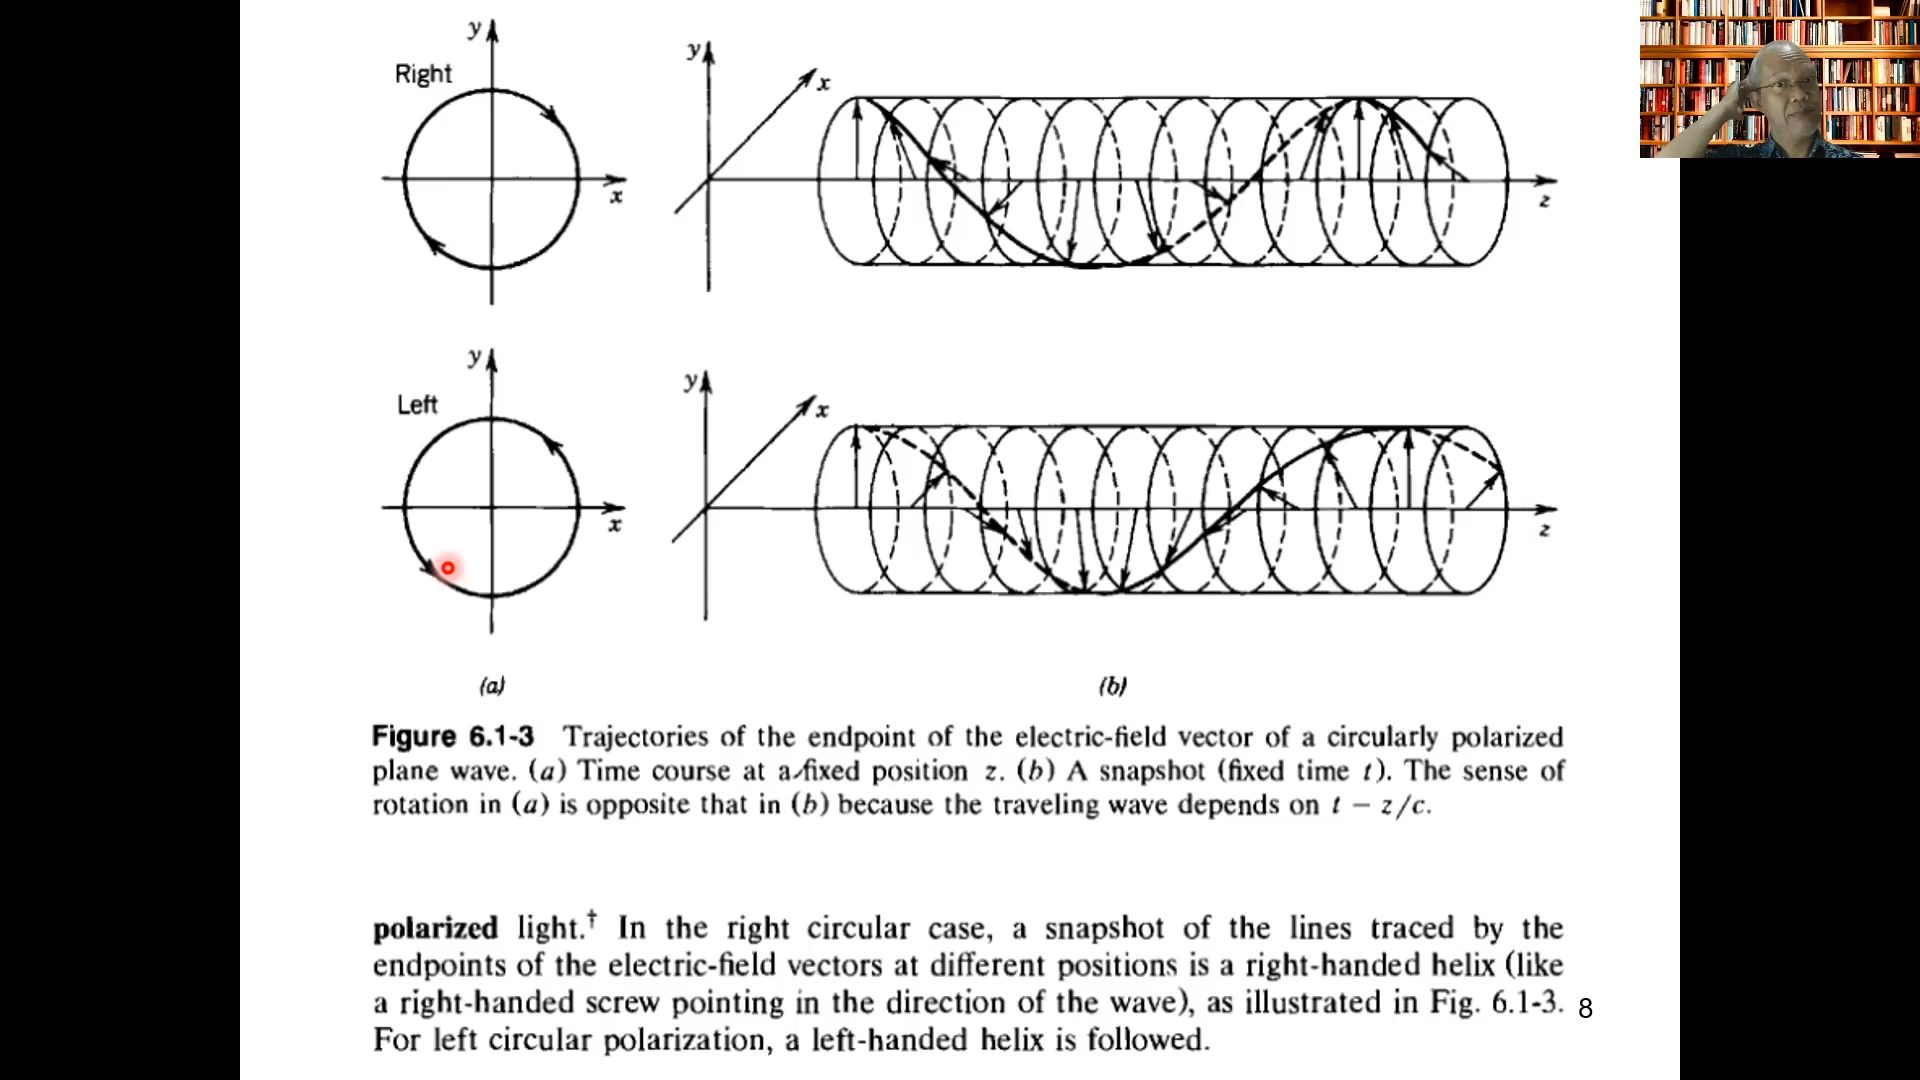 y
Right
x
y
x
z
y
Left
x
y
x
z
(a)
(b)
Figure 6.1-3 Trajectories of the endpoint of the electric-field vector of a circularly polarized
plane wave. (a) Time course at a fixed position z. (b) A snapshot (fixed time t). The sense of
rotation in (a) is opposite that in (b) because the traveling wave depends on t − z/c.
polarized light.† In the right circular case, a snapshot of the lines traced by the
endpoints of the electric-field vectors at different positions is a right-handed helix (like
a right-handed screw pointing in the direction of the wave), as illustrated in Fig. 6.1-3.
8
For left circular polarization, a left-handed helix is followed.